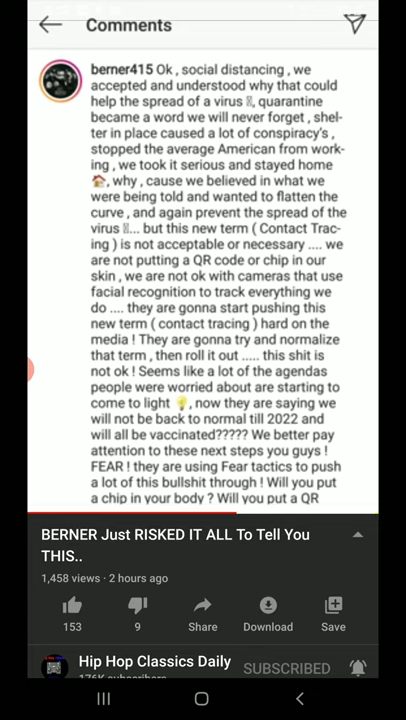 Comments
berner415 Ok , social distancing , we
accepted and understood why that could
help the spread of a virus , quarantine
became a word we will never forget , shel-
ter in place caused a lot of conspiracy's ,
stopped the average American from work-
ing , we took it serious and stayed home
🏠, why , cause we believed in what we
were being told and wanted to flatten the
curve , and again prevent the spread of the
virus ... but this new term ( Contact Trac-
ing ) is not acceptable or necessary .... we
are not putting a QR code or chip in our
skin , we are not ok with cameras that use
facial recognition to track everything we
do .... they are gonna start pushing this
new term ( contact tracing ) hard on the
media ! They are gonna try and normalize
that term , then roll it out ..... this shit is
not ok ! Seems like a lot of the agendas
people were worried about are starting to
come to light 💡, now they are saying we
will not be back to normal till 2022 and
will all be vaccinated????? We better pay
attention to these next steps you guys !
FEAR ! they are using Fear tactics to push
a lot of this bullshit through ! Will you put
a chip in your body ? Will you put a QR
BERNER Just RISKED IT ALL To Tell You
THIS..
1,458 views · 2 hours ago
153
9
Share
Download
Save
Hip Hop Classics Daily
SUBSCRIBED
176K subscribers